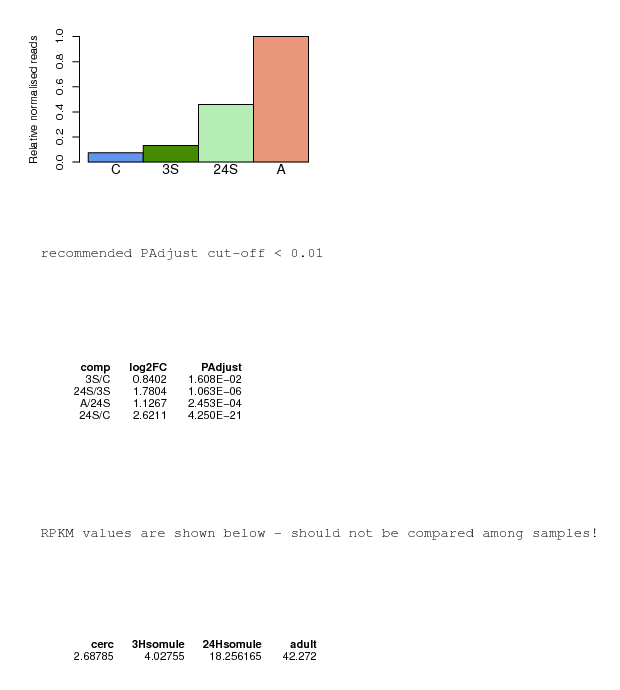 Relative normalised reads
1.0
0.8
0.6
0.4
0.2
0.0
C 3S 24S A
recommended PAdjust cut-off < 0.01
comp log2FC PAdjust
3S/C 0.8402 1.608E-02
24S/3S 1.7804 1.063E-06
A/24S 1.1267 2.453E-04
24S/C 2.6211 4.250E-21
RPKM values are shown below - should not be compared among samples!
cerc 3Hsomule 24Hsomule adult
2.68785 4.02755 18.256165 42.272